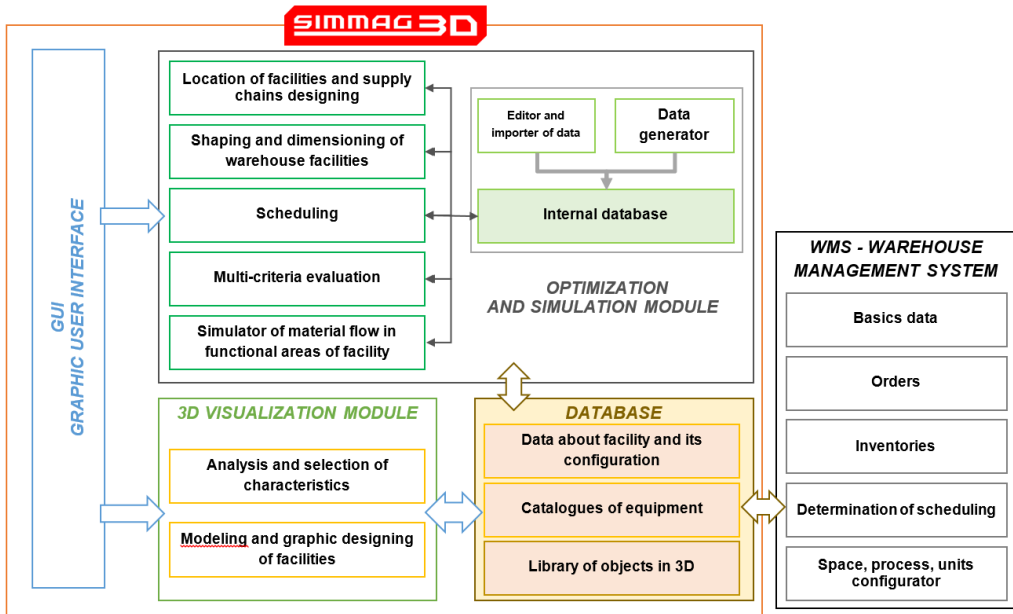 SIMMAG 3D
GUI
GRAPHIC USER INTERFACE
Location of facilities and supply
chains designing
Shaping and dimensioning of
warehouse facilities
Scheduling
Multi-criteria evaluation
Simulator of material flow in
functional areas of facility
Editor and
importer of data
Data
generator
Internal database
OPTIMIZATION
AND SIMULATION MODULE
3D VISUALIZATION MODULE
Analysis and selection of
characteristics
Modeling and graphic designing
of facilities
DATABASE
Data about facility and its
configuration
Catalogues of equipment
Library of objects in 3D
WMS - WAREHOUSE
MANAGEMENT SYSTEM
Basics data
Orders
Inventories
Determination of scheduling
Space, process, units
configurator